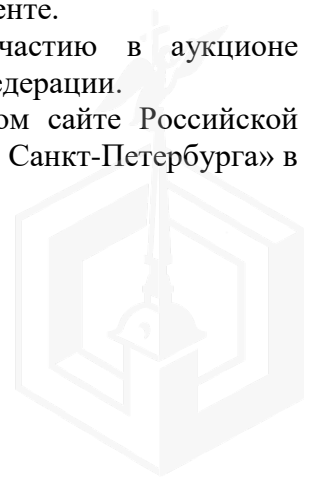 енте.
частию в аукционе
едерации.
ом сайте Российской
Санкт-Петербурга» в